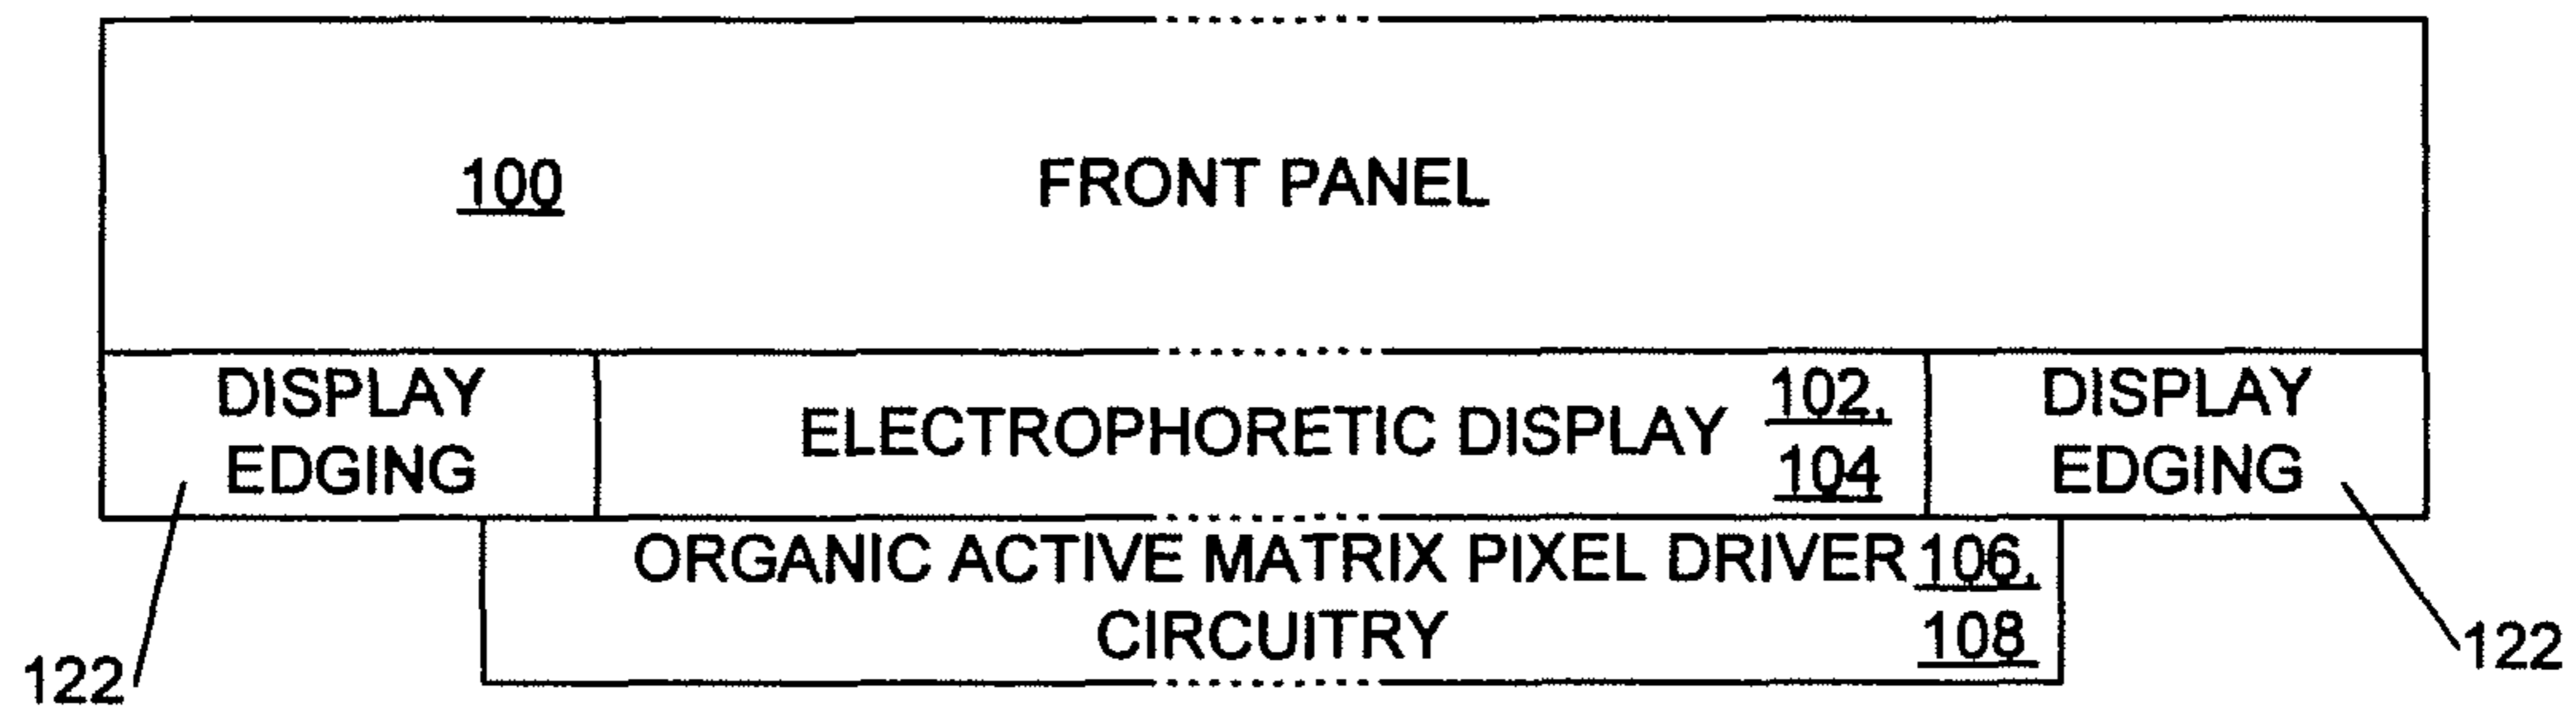 100 FRONT PANEL
DISPLAY
EDGING
ELECTROPHORETIC DISPLAY 102,
104
DISPLAY
EDGING
ORGANIC ACTIVE MATRIX PIXEL DRIVER 106,
CIRCUITRY 108
122
122